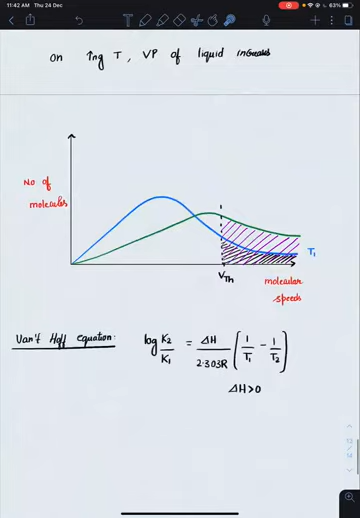 11:42 AM Thu 24 Dec
63%
on ↑ing T, VP of liquid increases
No of
molecules
T₁
V_Th
molecular
speeds
Van't Hoff equation: log K₂/K₁ = ΔH/2.303R (1/T₁ − 1/T₂)
ΔH>0